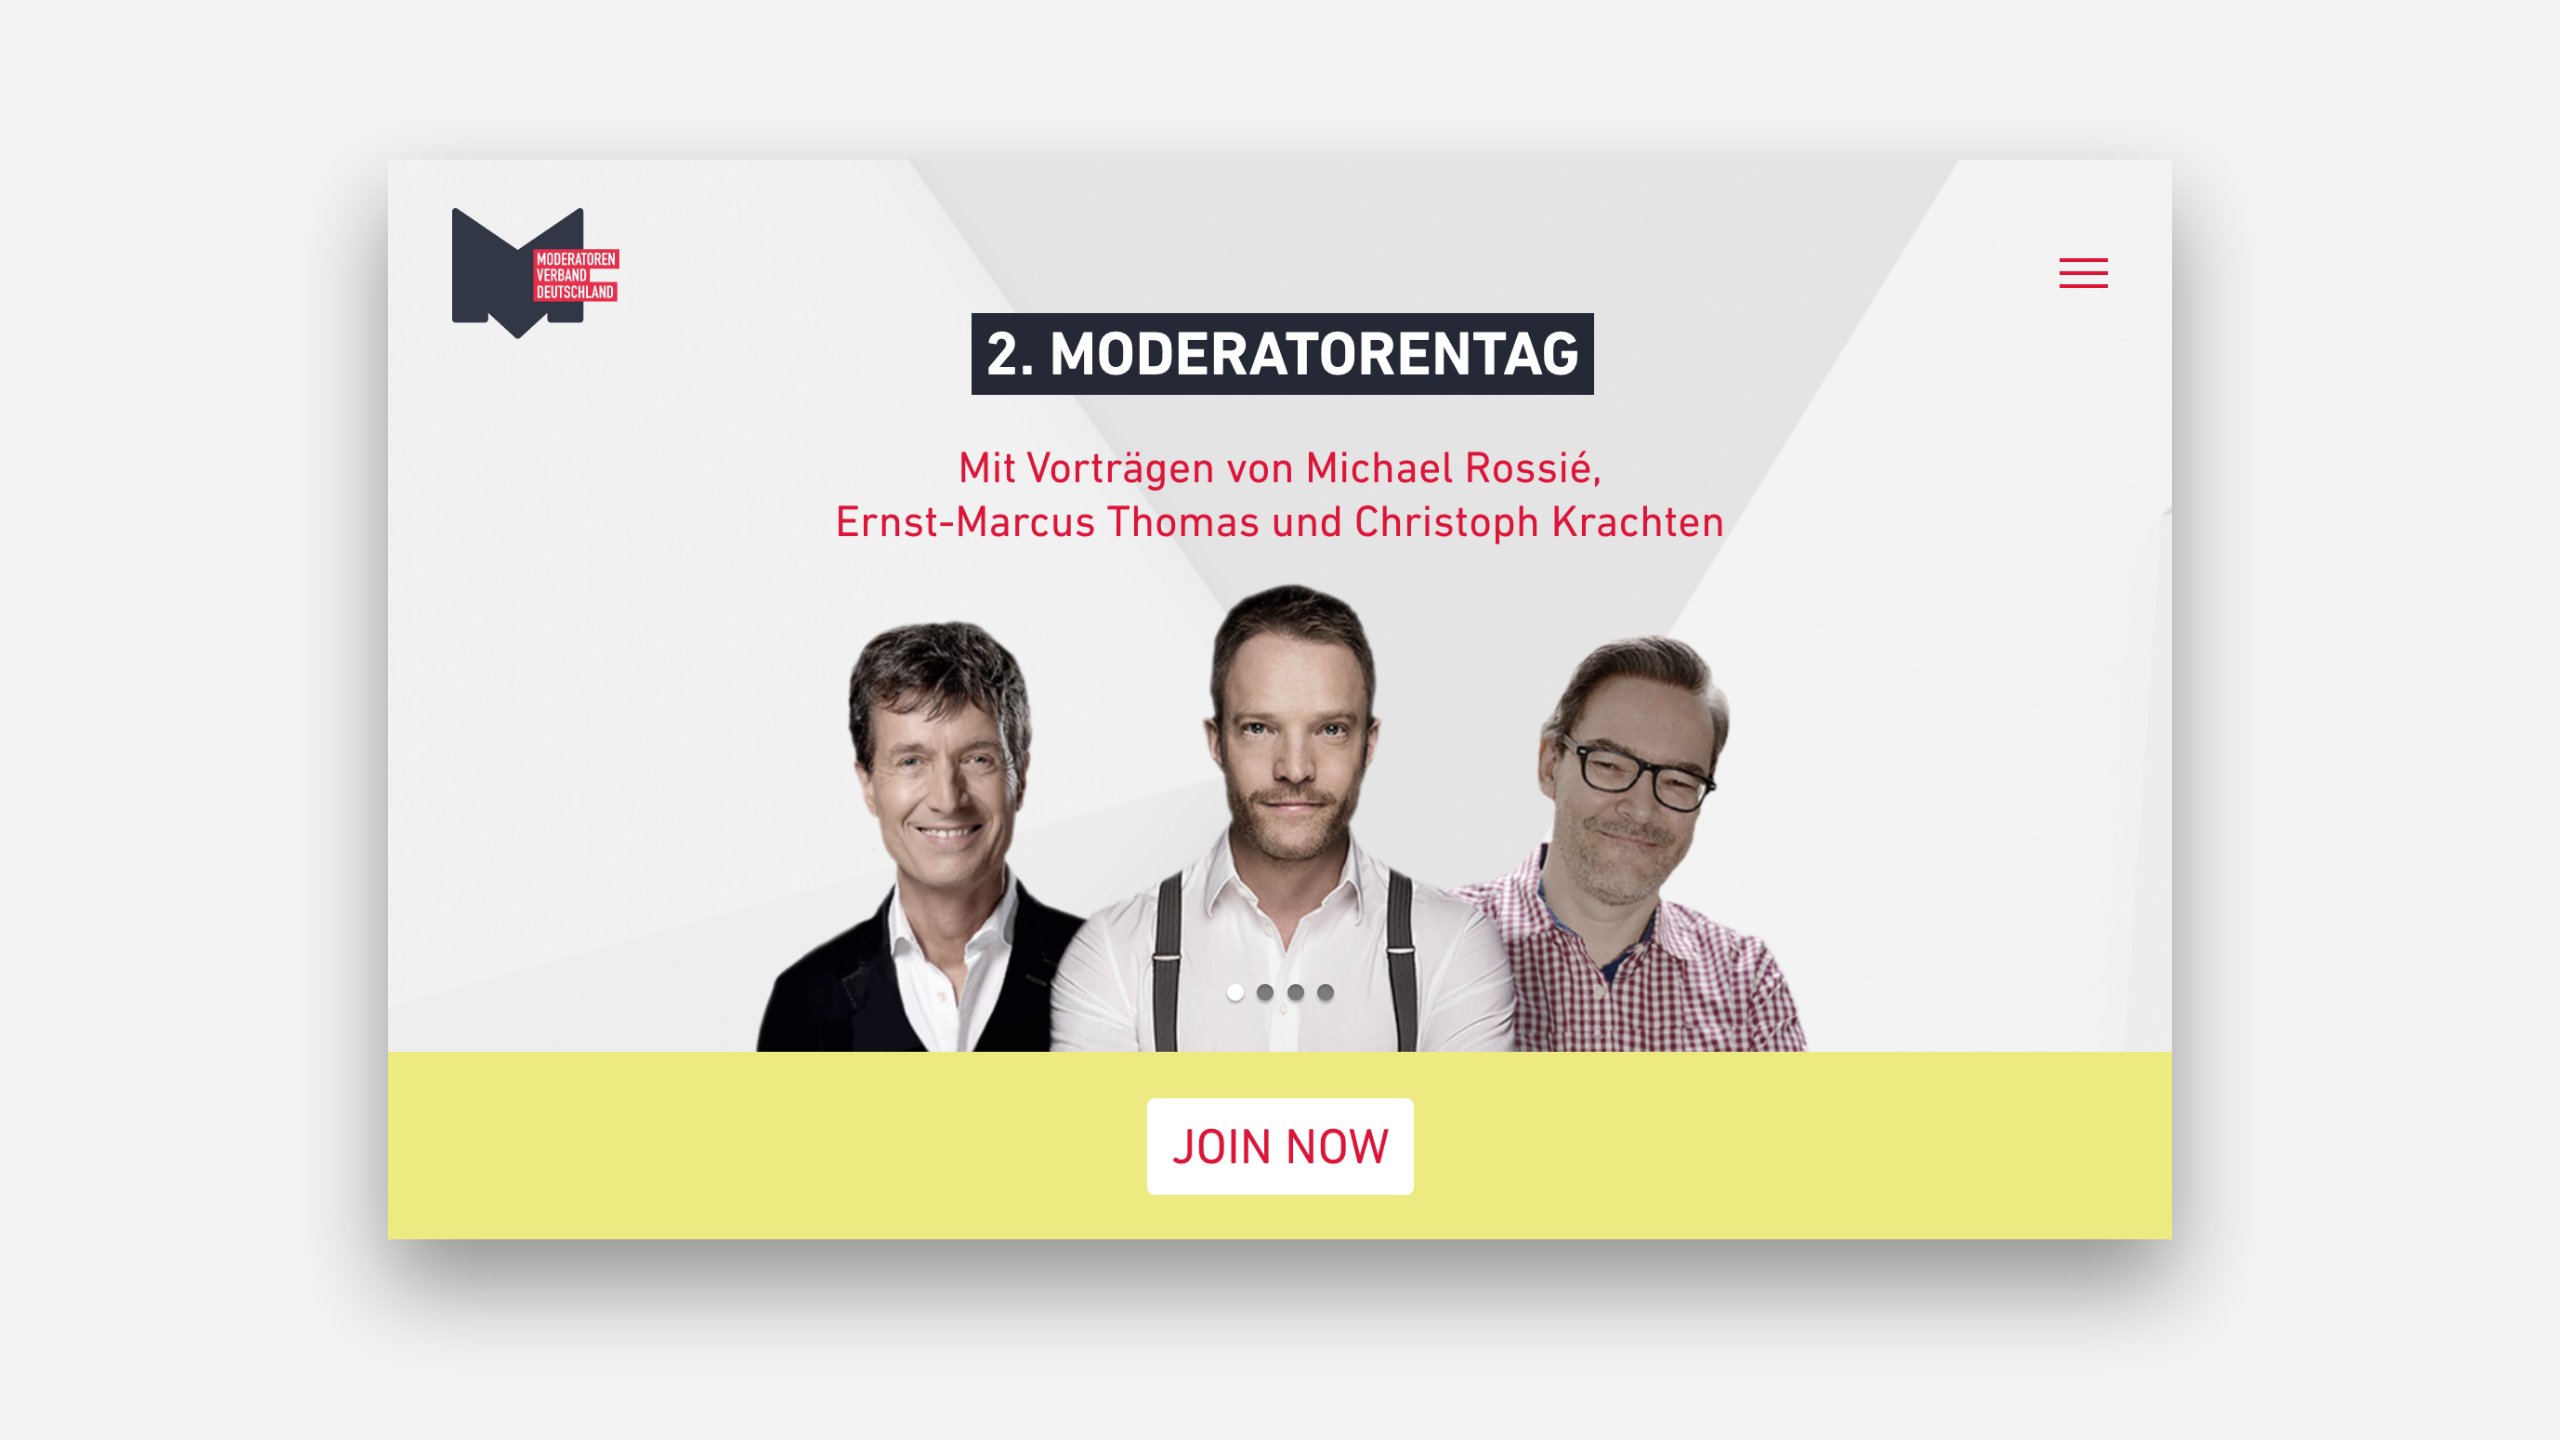 MODERATOREN
VERBAND
DEUTSCHLAND
2. MODERATORENTAG
Mit Vorträgen von Michael Rossié,
Ernst-Marcus Thomas und Christoph Krachten
JOIN NOW